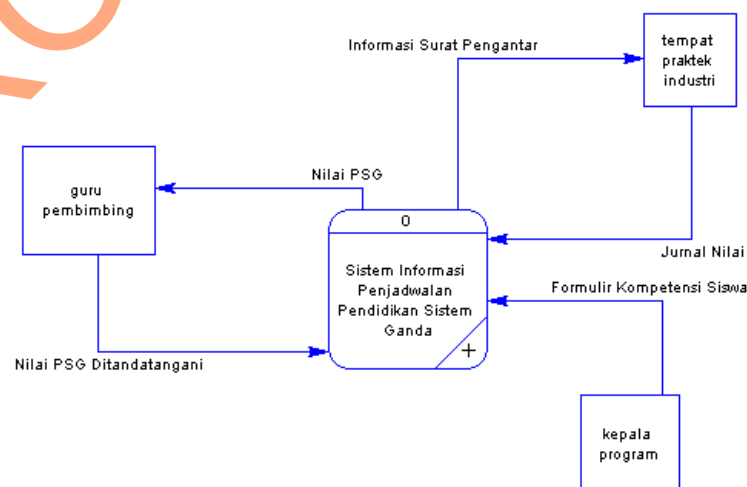 Informasi Surat Pengantar
tempat
praktek
industri
Nilai PSG
guru
pembimbing
0
Sistem Informasi
Penjadwalan
Pendidikan Sistem
Ganda
+
Jurnal Nilai
Formulir Kompetensi Siswa
Nilai PSG Ditandatangani
kepala
program